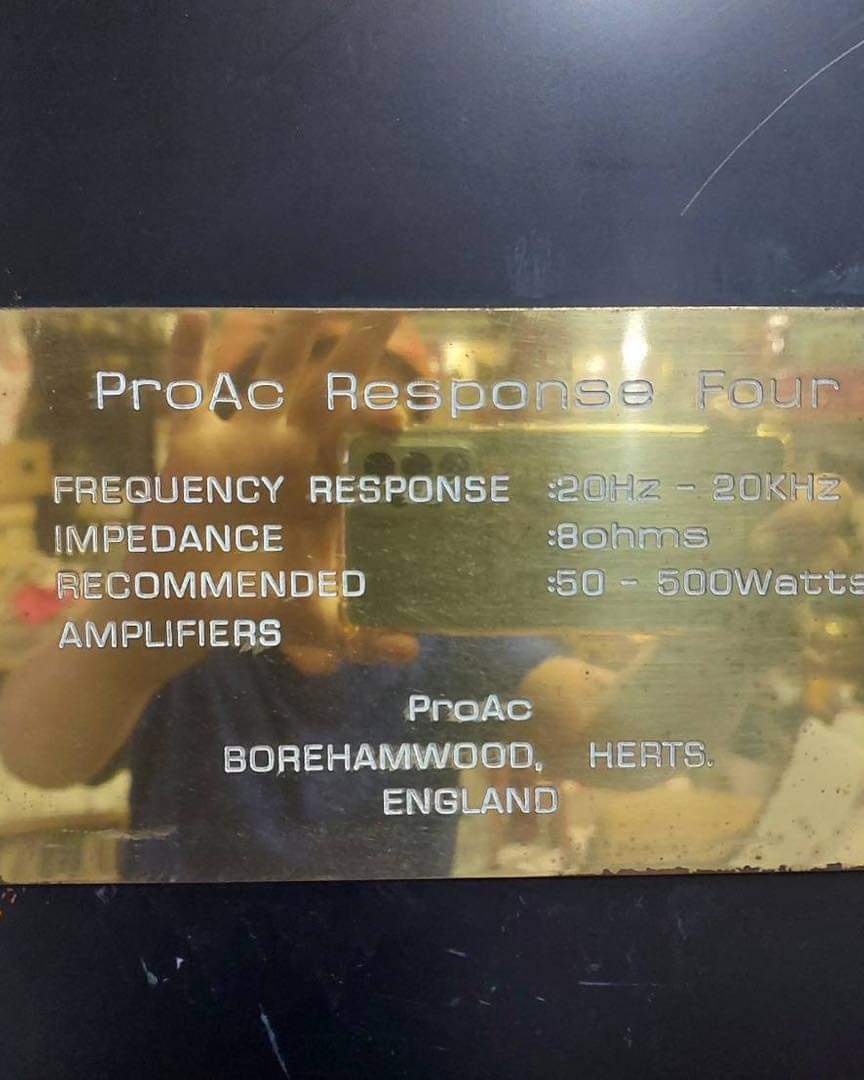 ProAc Response Four
FREQUENCY RESPONSE :20Hz - 20KHz
IMPEDANCE :8ohms
RECOMMENDED :50 - 500Watts
AMPLIFIERS
ProAc
BOREHAMWOOD, HERTS.
ENGLAND